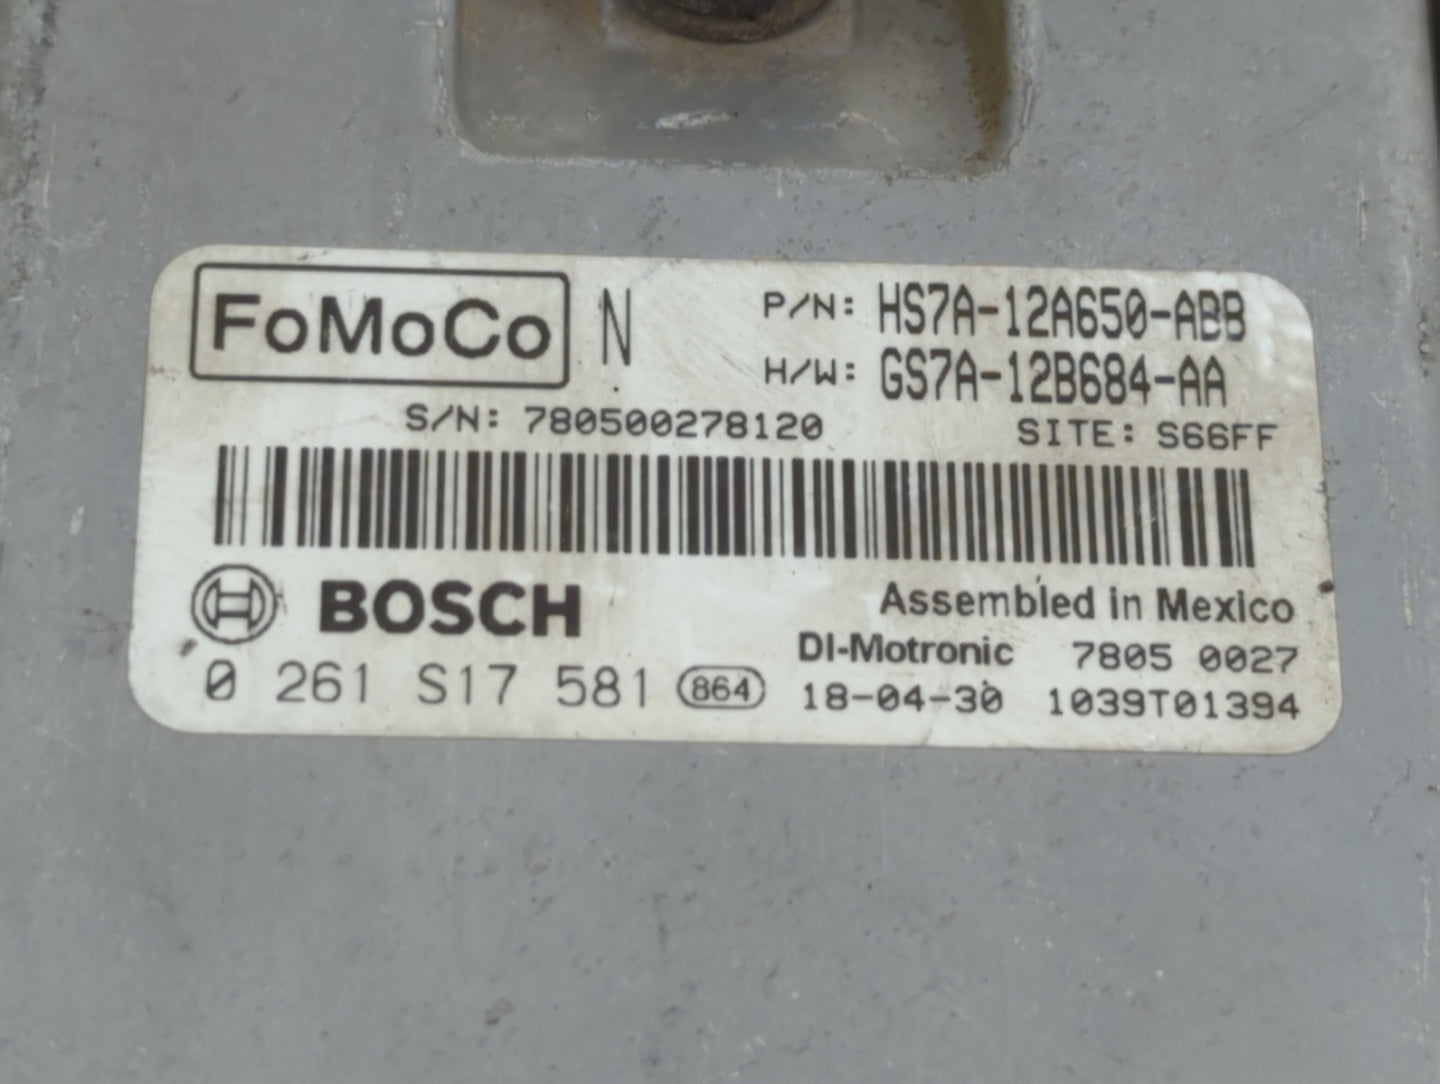 FoMoCo N P/N: HS7A-12A650-ABB
H/W: GS7A-12B684-AA
S/N: 780500278120 SITE: S66FF
BOSCH Assembled in Mexico
DI-Motronic 7805 0027
0 261 S17 581 864 18-04-30 1039T01394